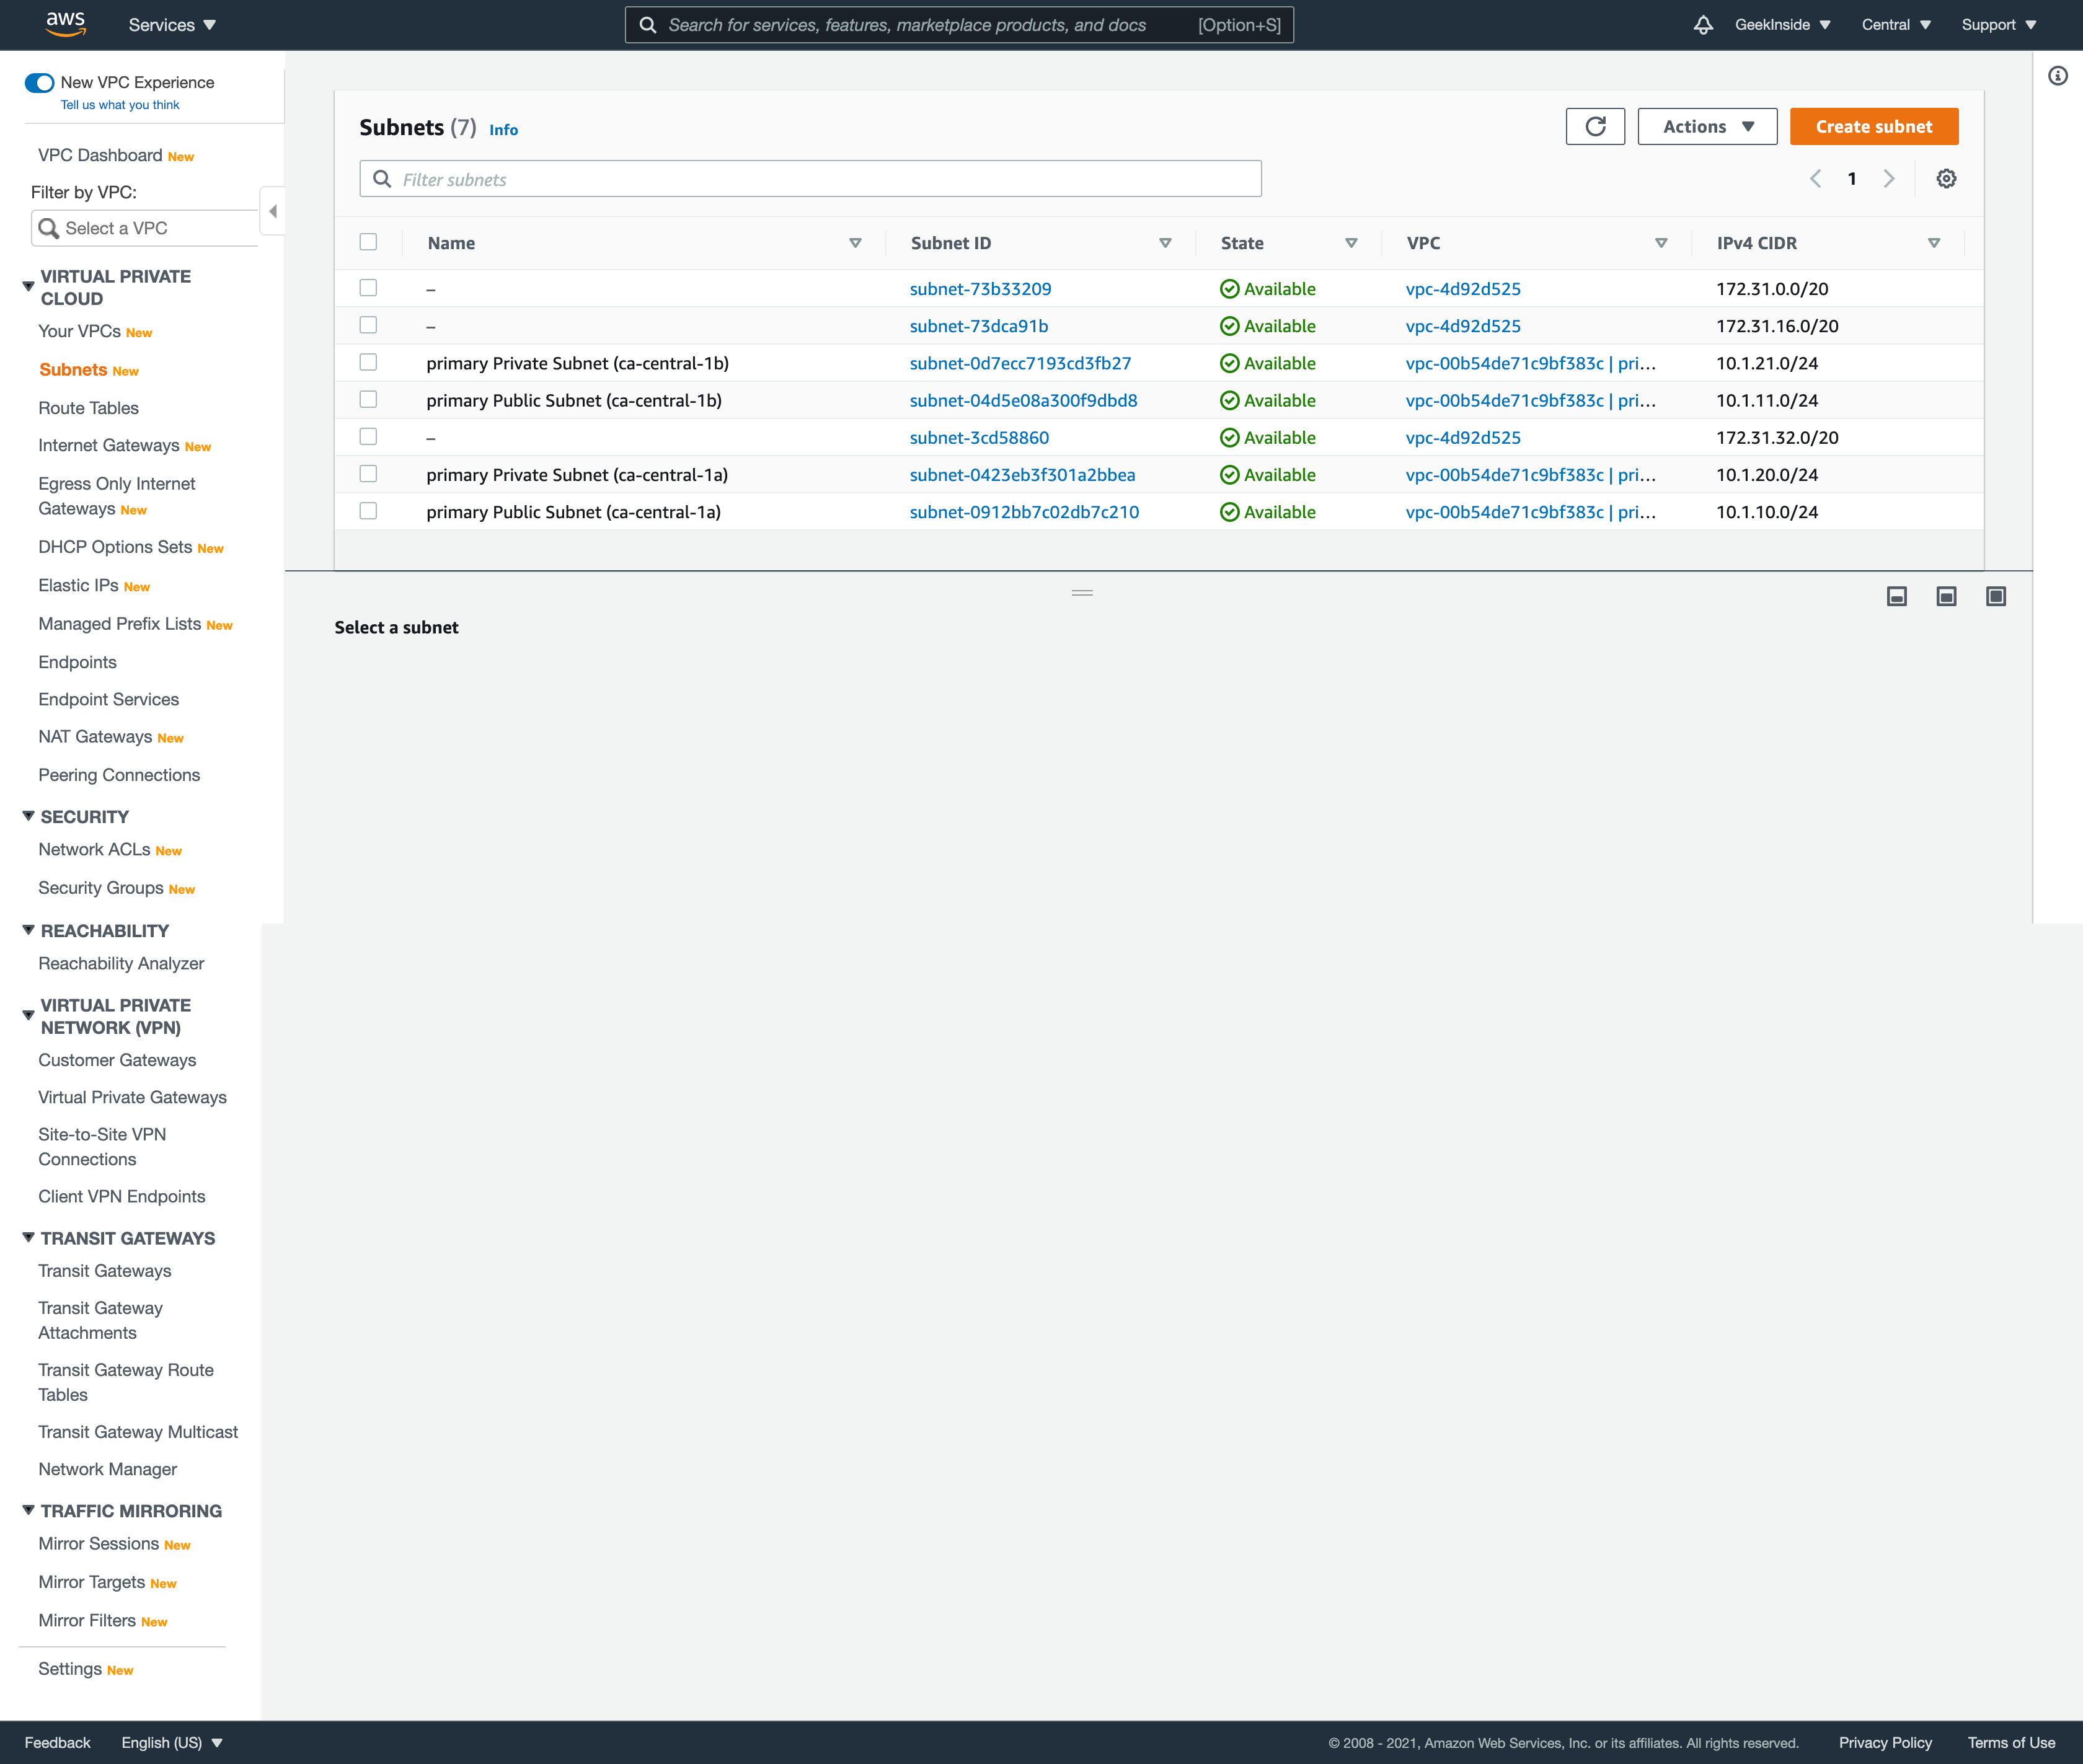 aws
Services
Search for services, features, marketplace products, and docs [Option+S]
GeekInside
Central
Support
New VPC Experience
Tell us what you think
VPC Dashboard New
Filter by VPC:
Select a VPC
VIRTUAL PRIVATE
CLOUD
Your VPCs New
Subnets New
Route Tables
Internet Gateways New
Egress Only Internet
Gateways New
DHCP Options Sets New
Elastic IPs New
Managed Prefix Lists New
Endpoints
Endpoint Services
NAT Gateways New
Peering Connections
SECURITY
Network ACLs New
Security Groups New
REACHABILITY
Reachability Analyzer
VIRTUAL PRIVATE
NETWORK (VPN)
Customer Gateways
Virtual Private Gateways
Site-to-Site VPN
Connections
Client VPN Endpoints
TRANSIT GATEWAYS
Transit Gateways
Transit Gateway
Attachments
Transit Gateway Route
Tables
Transit Gateway Multicast
Network Manager
TRAFFIC MIRRORING
Mirror Sessions New
Mirror Targets New
Mirror Filters New
Settings New
Subnets (7) Info
Actions
Create subnet
Filter subnets
1
Name Subnet ID State VPC IPv4 CIDR
– subnet-73b33209 Available vpc-4d92d525 172.31.0.0/20
– subnet-73dca91b Available vpc-4d92d525 172.31.16.0/20
primary Private Subnet (ca-central-1b) subnet-0d7ecc7193cd3fb27 Available vpc-00b54de71c9bf383c | pri... 10.1.21.0/24
primary Public Subnet (ca-central-1b) subnet-04d5e08a300f9dbd8 Available vpc-00b54de71c9bf383c | pri... 10.1.11.0/24
– subnet-3cd58860 Available vpc-4d92d525 172.31.32.0/20
primary Private Subnet (ca-central-1a) subnet-0423eb3f301a2bbea Available vpc-00b54de71c9bf383c | pri... 10.1.20.0/24
primary Public Subnet (ca-central-1a) subnet-0912bb7c02db7c210 Available vpc-00b54de71c9bf383c | pri... 10.1.10.0/24
Select a subnet
Feedback
English (US)
© 2008 - 2021, Amazon Web Services, Inc. or its affiliates. All rights reserved.
Privacy Policy
Terms of Use